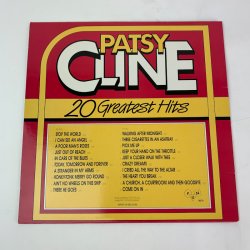 PATSY
CLINE
20 Greatest Hits
STOP THE WORLD
I CAN SEE AN ANGEL
A POOR MAN'S ROSES
JUST OUT OF REACH
IN CARE OF THE BLUES
TODAY, TOMORROW AND FOREVER
A STRANGER IN MY ARMS
HONKY TONK MERRY GO ROUND
AIN'T NO WHEELS ON THIS SHIP
THERE HE GOES
WALKING AFTER MIDNIGHT
THREE CIGARETTES IN AN ASHTRAY
PICK ME UP
KEEP YOUR HAND ON THE THROTTLE
JUST A CLOSER WALK WITH THEE
CRAZY DREAMS
I CRIED ALL THE WAY TO THE ALTAR
THE HEART YOU BREAK
A CHURCH, A COURTROOM AND THEN GOODBYE
COME ON IN